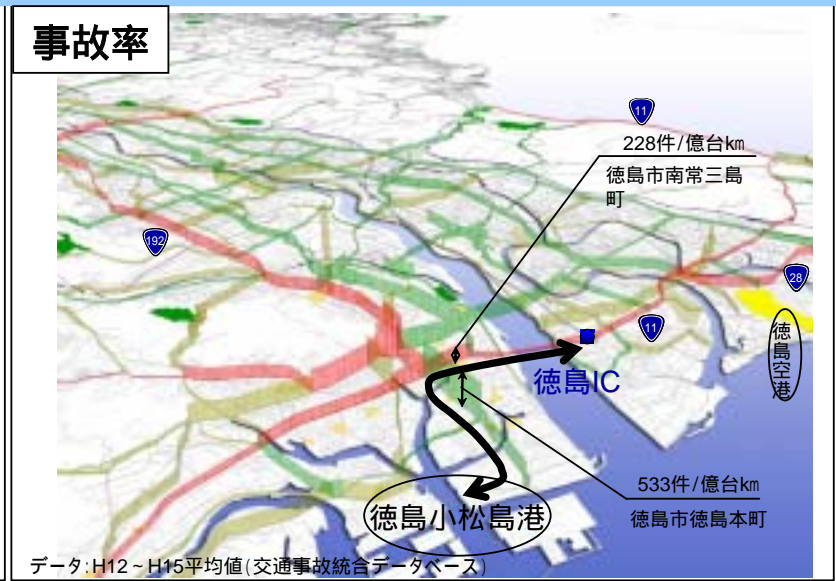 事故率
11
228件/億台km
徳島市南常三島
町
192
28
11
徳島空港
徳島IC
533件/億台km
徳島市徳島本町
徳島小松島港
データ:H12~H15平均値(交通事故統合データベース)